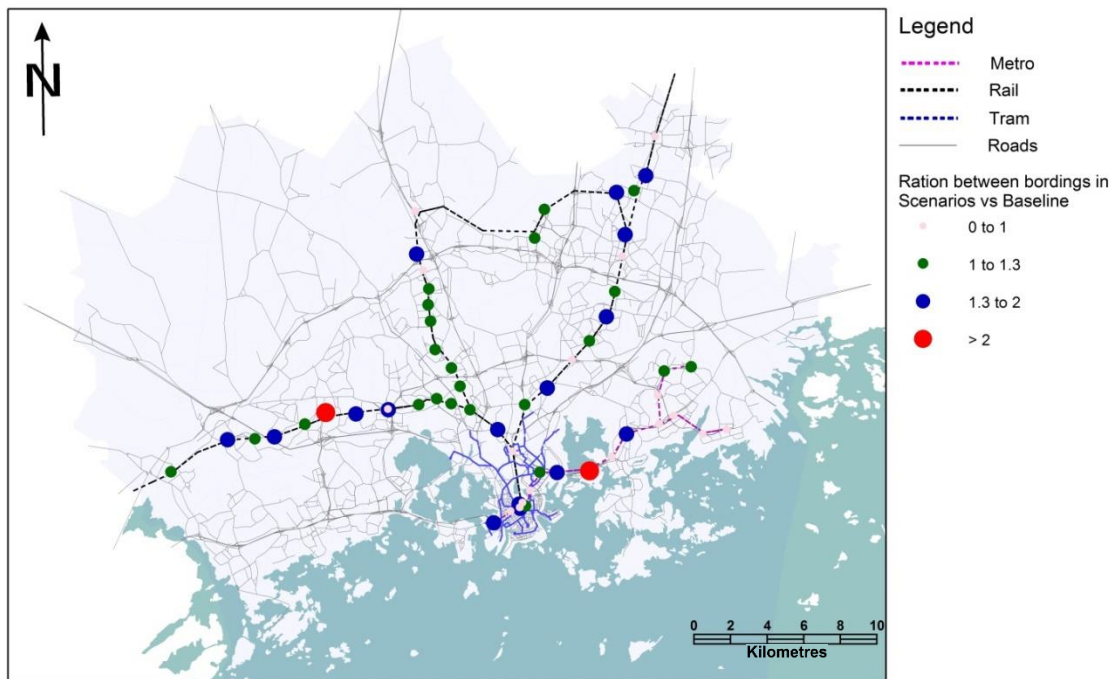 N
Legend
Metro
Rail
Tram
Roads
Ration between bordings in
Scenarios vs Baseline
0 to 1
1 to 1.3
1.3 to 2
> 2
0 2 4 6 8 10
Kilometres